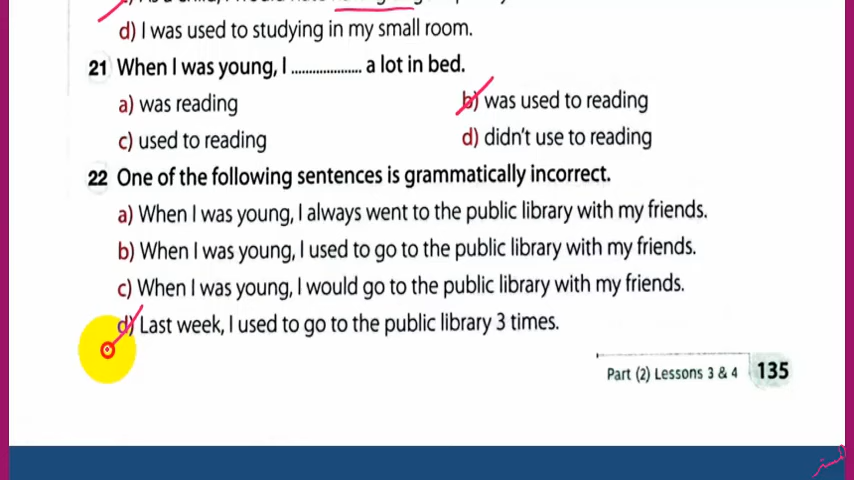 d) I was used to studying in my small room.
21 When I was young, I .................... a lot in bed.
a) was reading
b) was used to reading
c) used to reading
d) didn't use to reading
22 One of the following sentences is grammatically incorrect.
a) When I was young, I always went to the public library with my friends.
b) When I was young, I used to go to the public library with my friends.
c) When I was young, I would go to the public library with my friends.
d) Last week, I used to go to the public library 3 times.
Part (2) Lessons 3 & 4 135